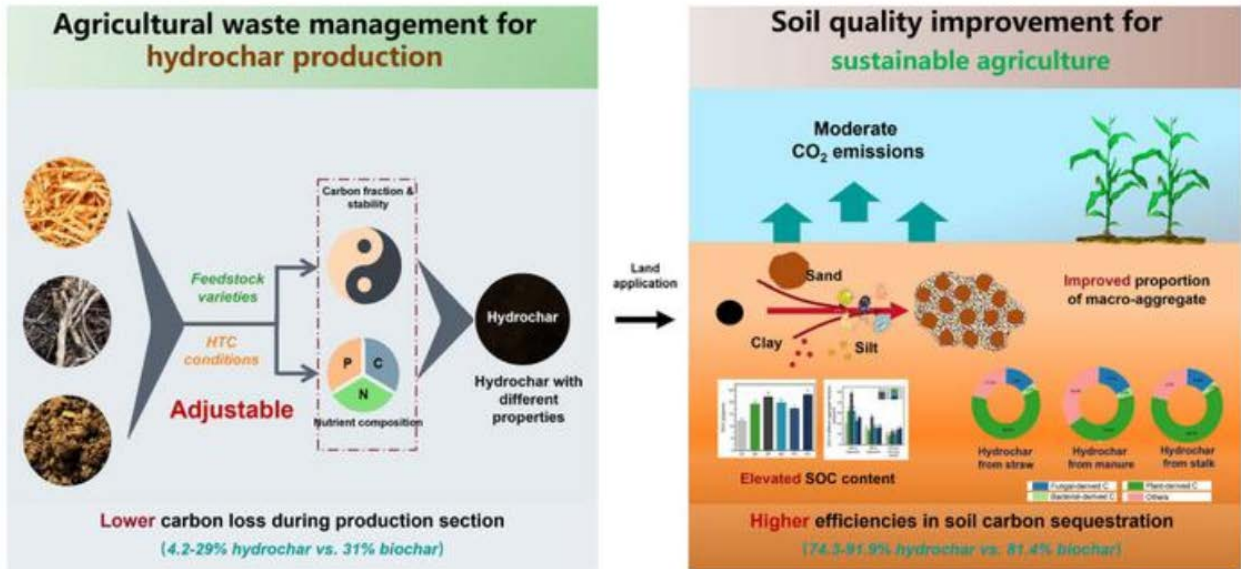 Agricultural waste management for
hydrochar production
Carbon fraction &
stability
Feedstock
varieties
HTC
conditions
Adjustable
P
C
N
Nutrient composition
Hydrochar
Hydrochar with
different
properties
Lower carbon loss during production section
(4.2-29% hydrochar vs. 31% biochar)
Land
application
Soil quality improvement for
sustainable agriculture
Moderate
CO₂ emissions
Sand
Clay
Silt
Improved proportion
of macro-aggregate
Elevated SOC content
Hydrochar
from straw
Hydrochar
from manure
Hydrochar
from stalk
Fungal-derived C
Plant-derived C
Bacterial-derived C
Others
Higher efficiencies in soil carbon sequestration
(74.3-91.9% hydrochar vs. 81.4% biochar)